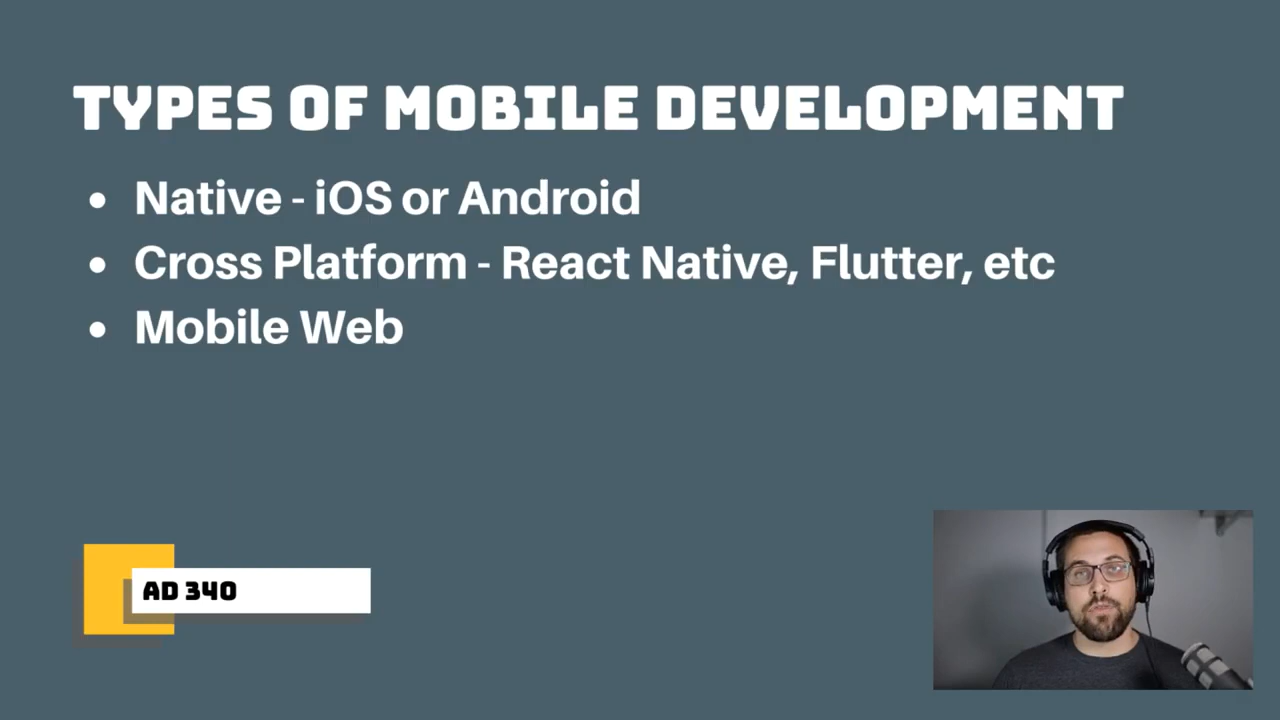 TYPES OF MOBILE DEVELOPMENT
• Native - iOS or Android
• Cross Platform - React Native, Flutter, etc
• Mobile Web
AD 340